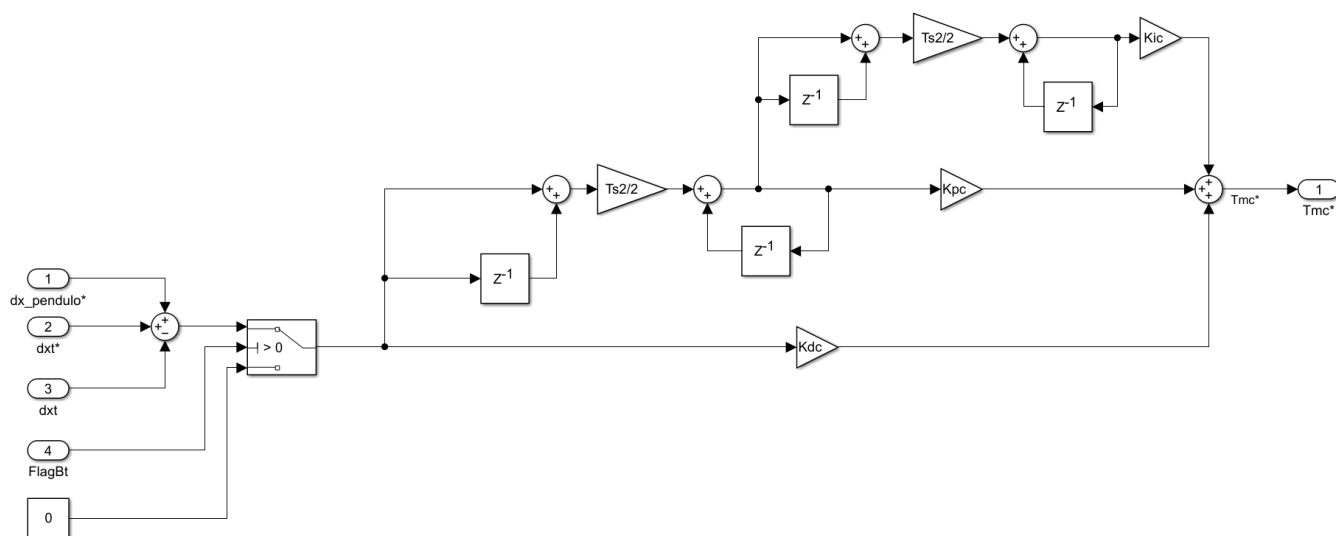 Ts2/2
Kic
Z-1
Z-1
Ts2/2
Kpc
Tmc*
1
Tmc*
Z-1
Z-1
1
dx_pendulo*
2
dxt*
> 0
Kdc
3
dxt
4
FlagBt
0